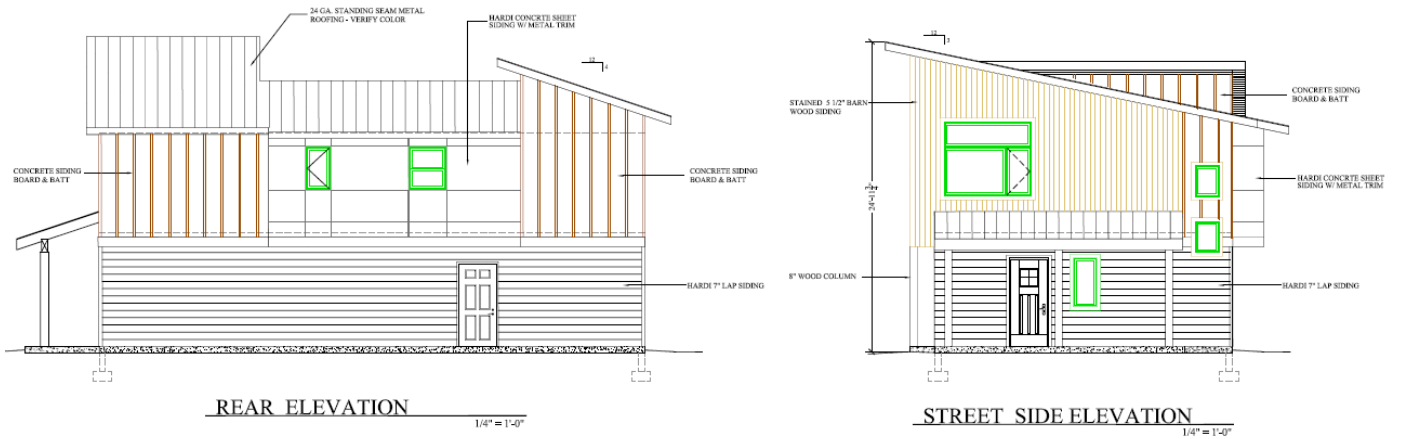 24 GA. STANDING SEAM METAL
ROOFING - VERIFY COLOR
HARDI CONCRTE SHEET
SIDING W/ METAL TRIM
12
4
CONCRETE SIDING
BOARD & BATT
CONCRETE SIDING
BOARD & BATT
HARDI 7" LAP SIDING
REAR ELEVATION
1/4" = 1'-0"
12
3
STAINED 5 1/2" BARN
WOOD SIDING
CONCRETE SIDING
BOARD & BATT
HARDI CONCRTE SHEET
SIDING W/ METAL TRIM
8" WOOD COLUMN
HARDI 7" LAP SIDING
STREET SIDE ELEVATION
1/4" = 1'-0"